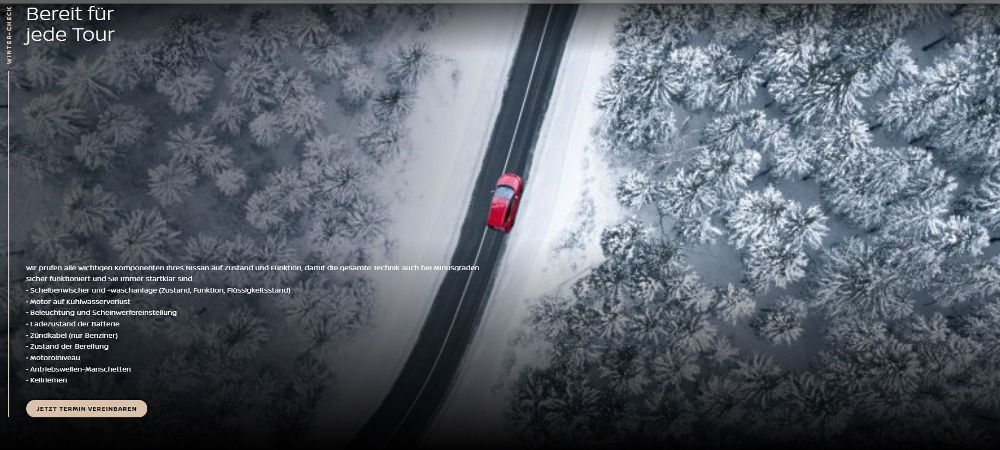 WINTER-CHECK
Bereit für
jede Tour
Wir prüfen alle wichtigen Komponenten Ihres Nissan auf Zustand und Funktion, damit die gesamte Technik auch bei Minusgraden
sicher funktioniert und Sie immer startklar sind.
- Scheibenwischer und -waschanlage (Zustand, Funktion, Flüssigkeitsstand)
- Motor auf Kühlwasserverlust
- Beleuchtung und Scheinwerfereinstellung
- Ladezustand der Batterie
- Zündkabel (nur Benziner)
- Zustand der Bereifung
- Motorölniveau
- Antriebswellen-Manschetten
- Keilriemen
JETZT TERMIN VEREINBAREN